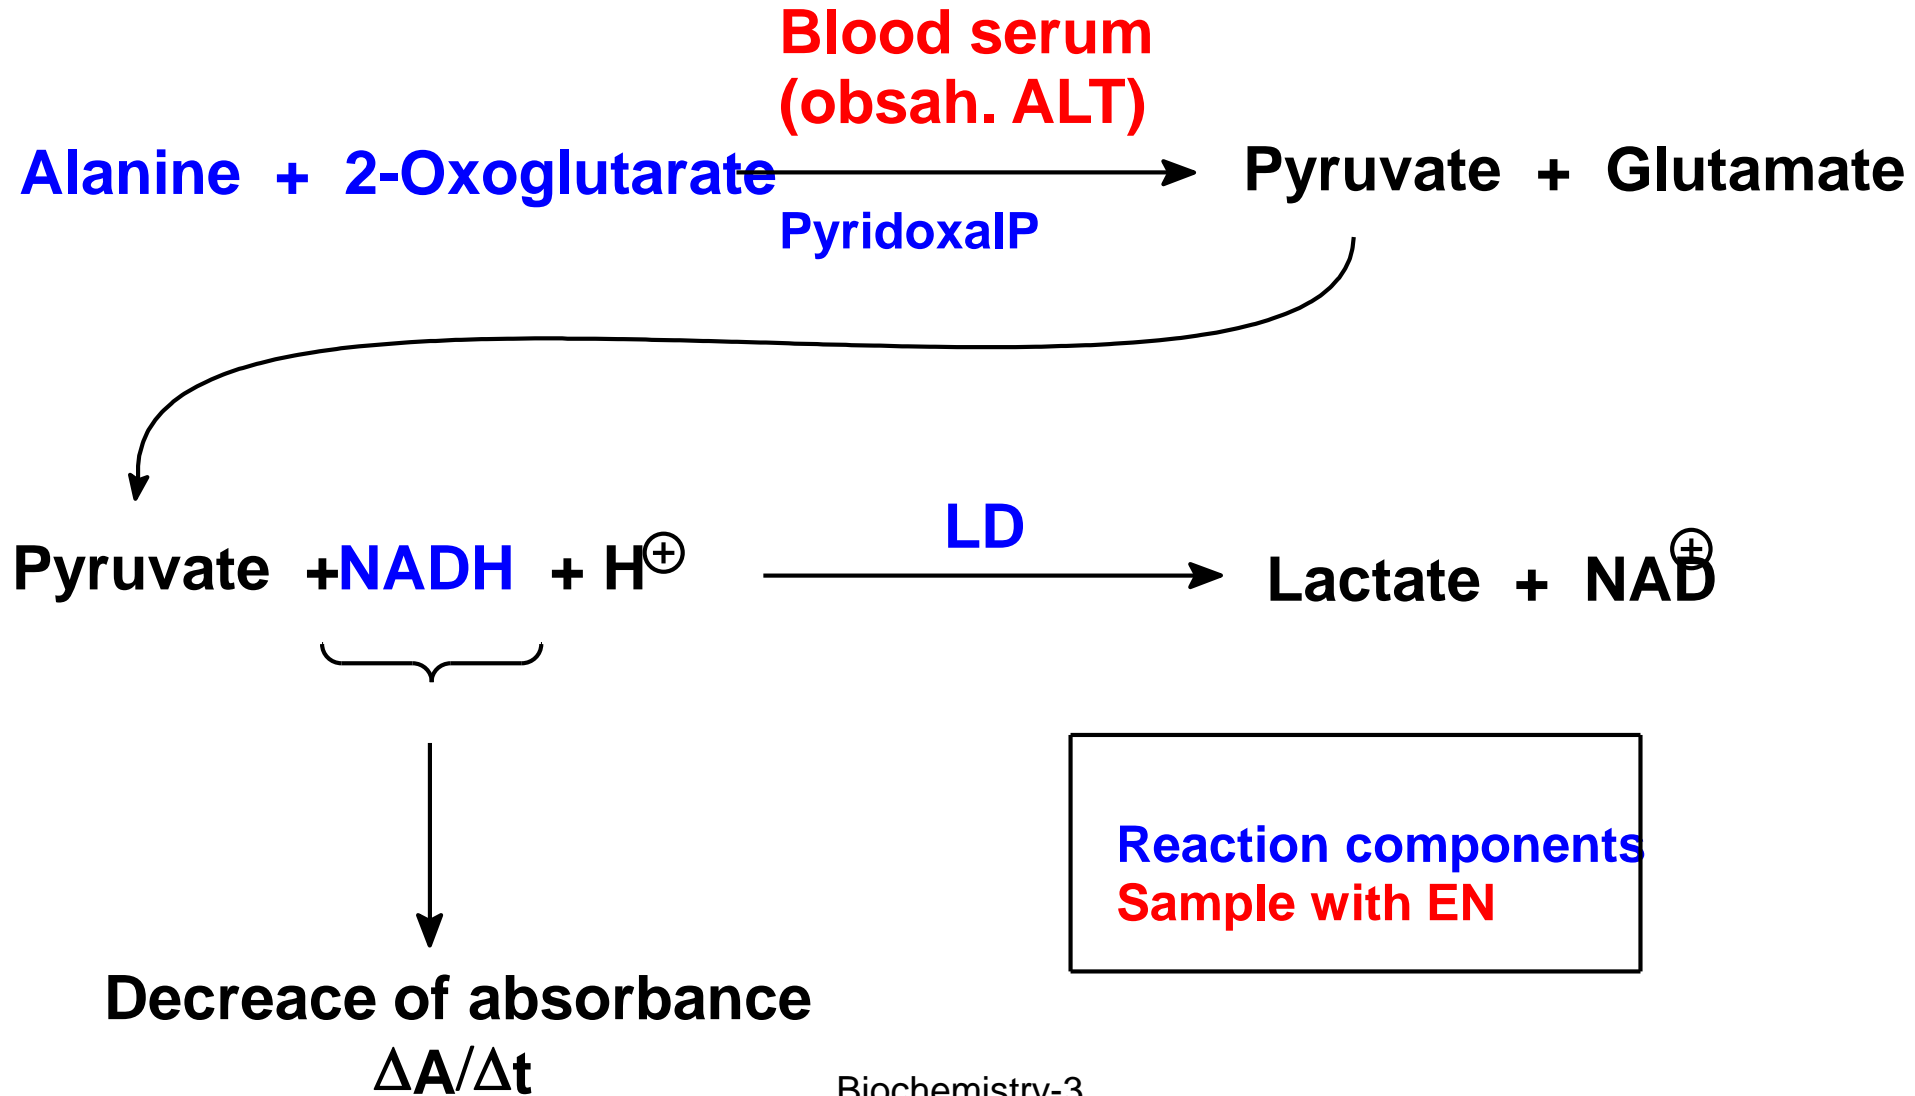 Blood serum
(obsah. ALT)
Alanine + 2-Oxoglutarate
Pyruvate + Glutamate
PyridoxalP
LD
Pyruvate +NADH + H⊕
Lactate + NAD⊕
Reaction components
Sample with EN
Decreace of absorbance
ΔA/Δt
Biochemistry-3